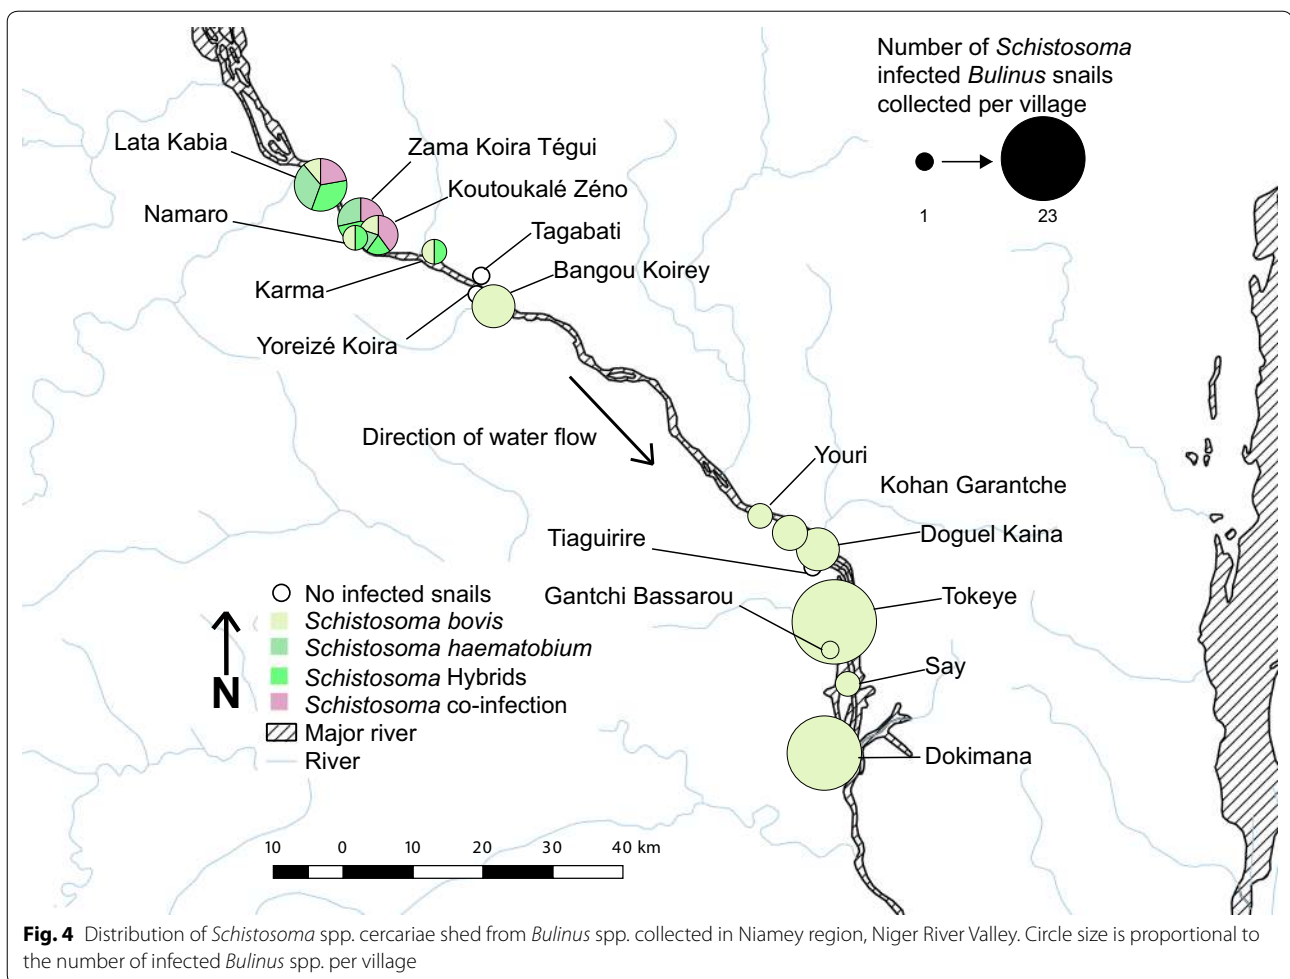 Number of Schistosoma
infected Bulinus snails
collected per village
1
23
Lata Kabia
Zama Koira Tégui
Koutoukalé Zéno
Namaro
Tagabati
Bangou Koirey
Karma
Yoreizé Koira
Direction of water flow
Youri
Kohan Garantche
Tiaguirire
Doguel Kaina
Gantchi Bassarou
Tokeye
Say
Dokimana
No infected snails
Schistosoma bovis
Schistosoma haematobium
Schistosoma Hybrids
Schistosoma co-infection
Major river
River
N
10 0 10 20 30 40 km
Fig. 4 Distribution of Schistosoma spp. cercariae shed from Bulinus spp. collected in Niamey region, Niger River Valley. Circle size is proportional to
the number of infected Bulinus spp. per village